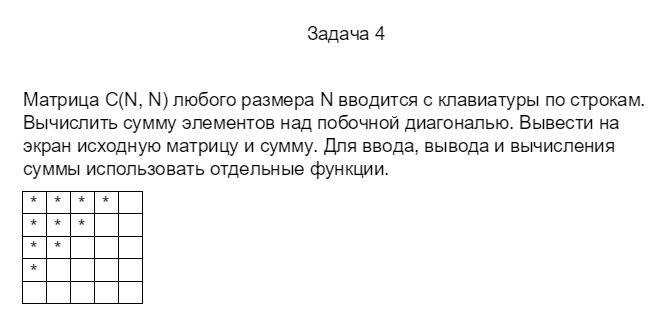 Задача 4
Матрица C(N, N) любого размера N вводится с клавиатуры по строкам.
Вычислить сумму элементов над побочной диагональю. Вывести на
экран исходную матрицу и сумму. Для ввода, вывода и вычисления
суммы использовать отдельные функции.
* * * *
* * *
* *
*